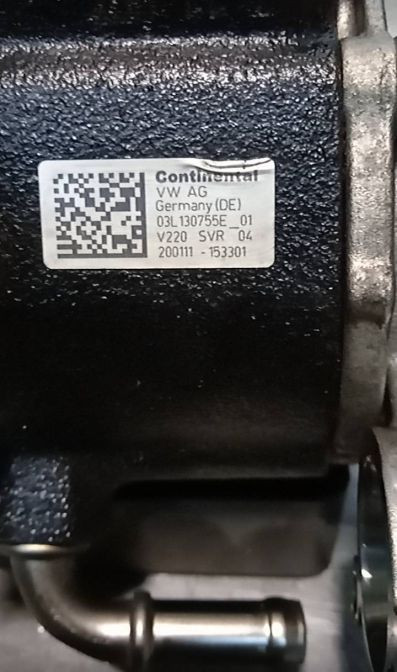 Continental
VW AG
Germany (DE)
03L130755E_01
V220 SVR 04
200111 - 153301